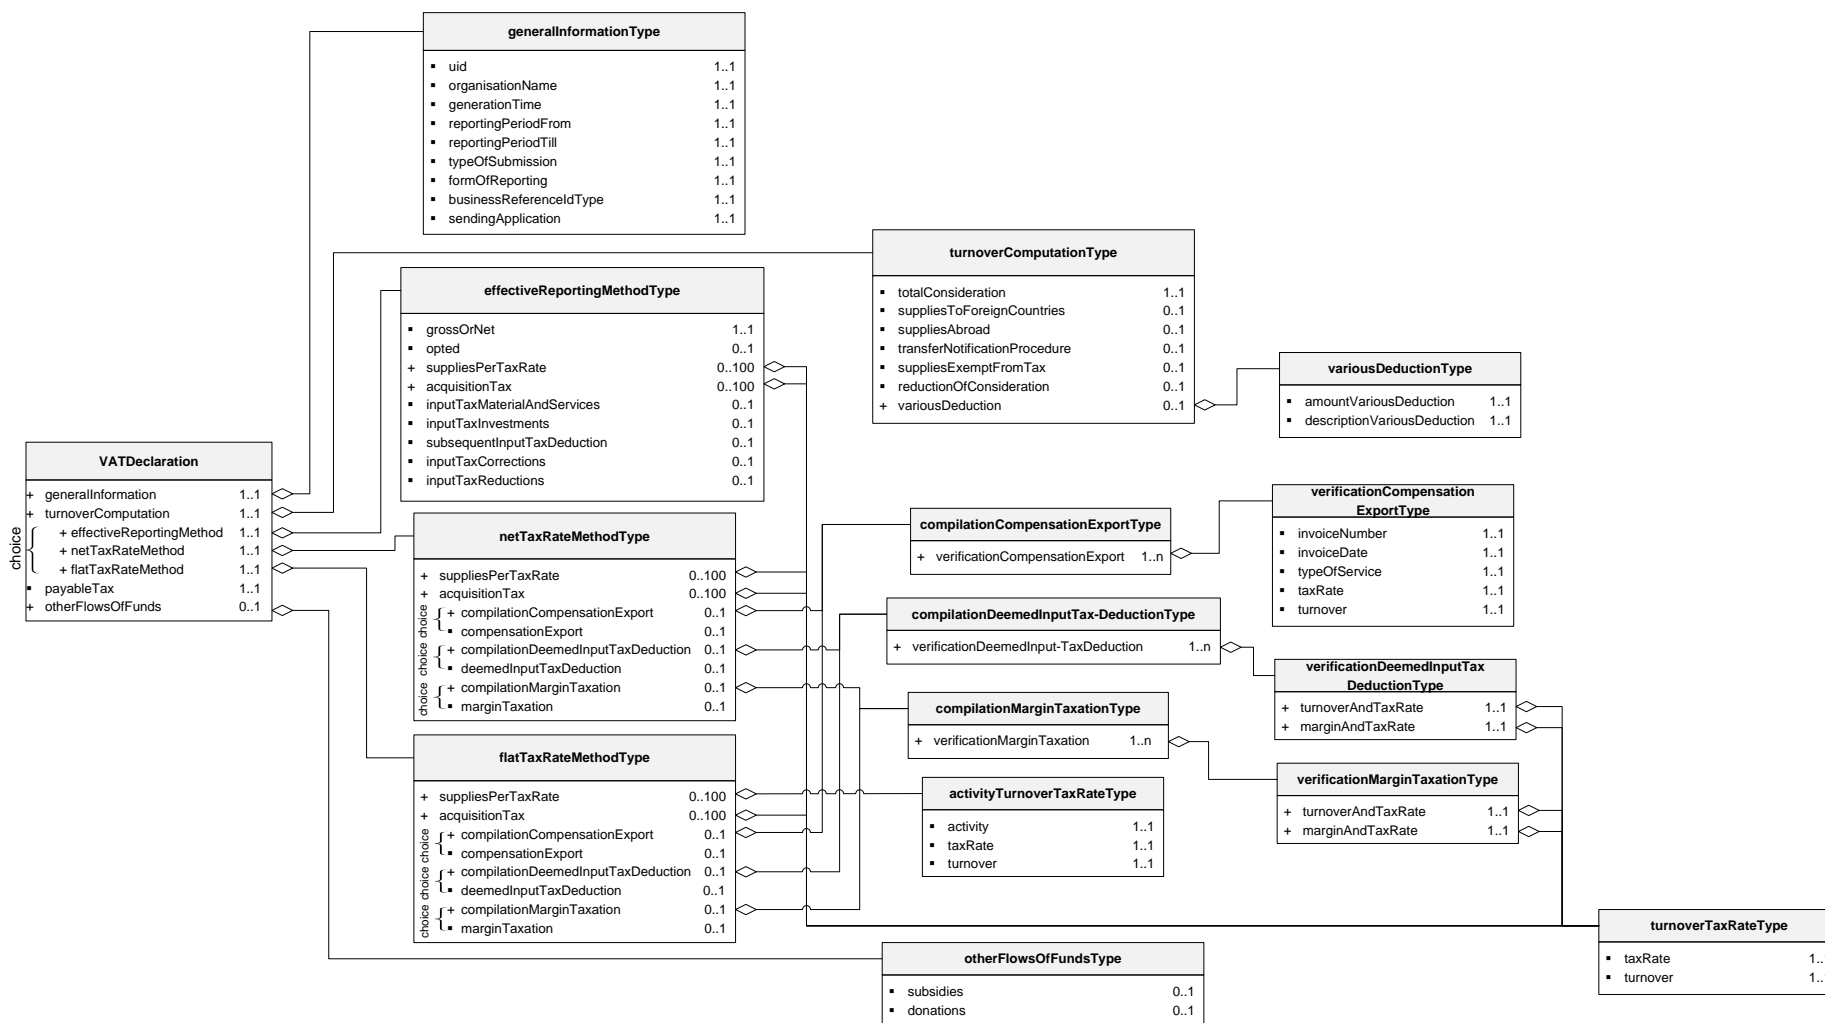 generalInformationType
▪ uid 1..1
▪ organisationName 1..1
▪ generationTime 1..1
▪ reportingPeriodFrom 1..1
▪ reportingPeriodTill 1..1
▪ typeOfSubmission 1..1
▪ formOfReporting 1..1
▪ businessReferenceIdType 1..1
▪ sendingApplication 1..1
turnoverComputationType
▪ totalConsideration 1..1
▪ suppliesToForeignCountries 0..1
▪ suppliesAbroad 0..1
▪ transferNotificationProcedure 0..1
▪ suppliesExemptFromTax 0..1
▪ reductionOfConsideration 0..1
+ variousDeduction 0..1
effectiveReportingMethodType
▪ grossOrNet 1..1
▪ opted 0..1
+ suppliesPerTaxRate 0..100
+ acquisitionTax 0..100
▪ inputTaxMaterialAndServices 0..1
▪ inputTaxInvestments 0..1
▪ subsequentInputTaxDeduction 0..1
▪ inputTaxCorrections 0..1
▪ inputTaxReductions 0..1
variousDeductionType
▪ amountVariousDeduction 1..1
▪ descriptionVariousDeduction 1..1
VATDeclaration
+ generalInformation 1..1
+ turnoverComputation 1..1
choice
+ effectiveReportingMethod 1..1
+ netTaxRateMethod 1..1
+ flatTaxRateMethod 1..1
▪ payableTax 1..1
+ otherFlowsOfFunds 0..1
netTaxRateMethodType
+ suppliesPerTaxRate 0..100
+ acquisitionTax 0..100
choice
+ compilationCompensationExport 0..1
▪ compensationExport 0..1
choice
+ compilationDeemedInputTaxDeduction 0..1
▪ deemedInputTaxDeduction 0..1
choice
+ compilationMarginTaxation 0..1
▪ marginTaxation 0..1
compilationCompensationExportType
+ verificationCompensationExport 1..n
verificationCompensation
ExportType
▪ invoiceNumber 1..1
▪ invoiceDate 1..1
▪ typeOfService 1..1
▪ taxRate 1..1
▪ turnover 1..1
compilationDeemedInputTax-DeductionType
+ verificationDeemedInput-TaxDeduction 1..n
verificationDeemedInputTax
DeductionType
+ turnoverAndTaxRate 1..1
+ marginAndTaxRate 1..1
compilationMarginTaxationType
+ verificationMarginTaxation 1..n
verificationMarginTaxationType
+ turnoverAndTaxRate 1..1
+ marginAndTaxRate 1..1
flatTaxRateMethodType
+ suppliesPerTaxRate 0..100
+ acquisitionTax 0..100
choice
+ compilationCompensationExport 0..1
▪ compensationExport 0..1
choice
+ compilationDeemedInputTaxDeduction 0..1
▪ deemedInputTaxDeduction 0..1
choice
+ compilationMarginTaxation 0..1
▪ marginTaxation 0..1
activityTurnoverTaxRateType
▪ activity 1..1
▪ taxRate 1..1
▪ turnover 1..1
turnoverTaxRateType
▪ taxRate 1..
▪ turnover 1..
otherFlowsOfFundsType
▪ subsidies 0..1
▪ donations 0..1